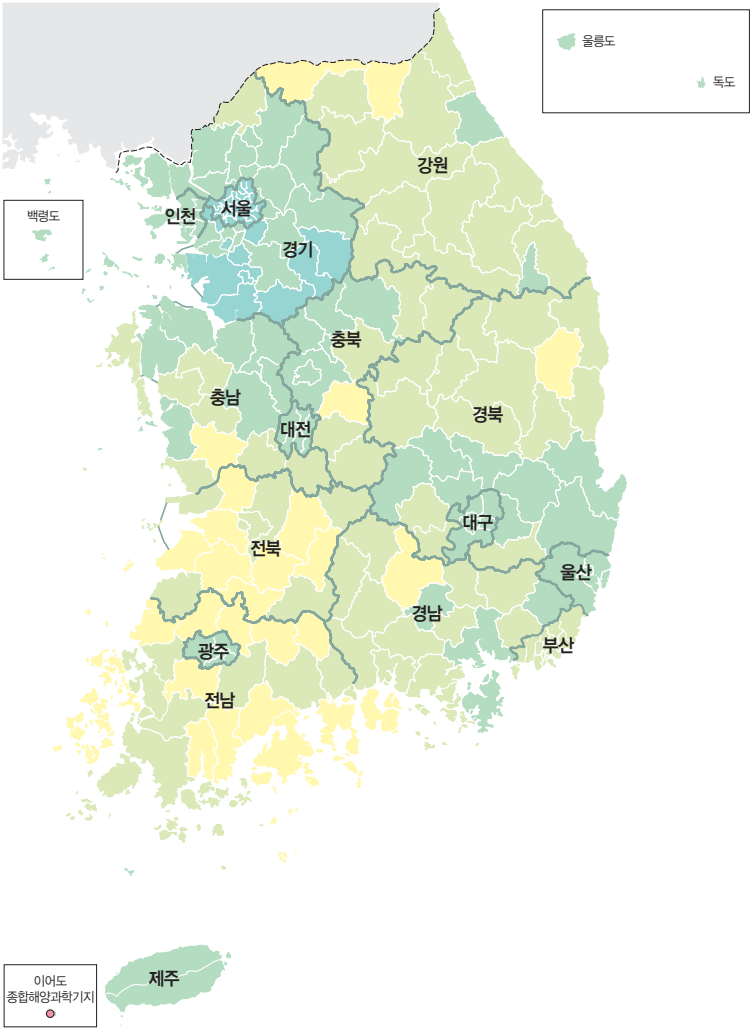 울릉도
독도
강원
백령도
인천
서울
경기
충북
충남
경북
대전
대구
전북
울산
경남
부산
광주
전남
제주
이어도
종합해양과학기지